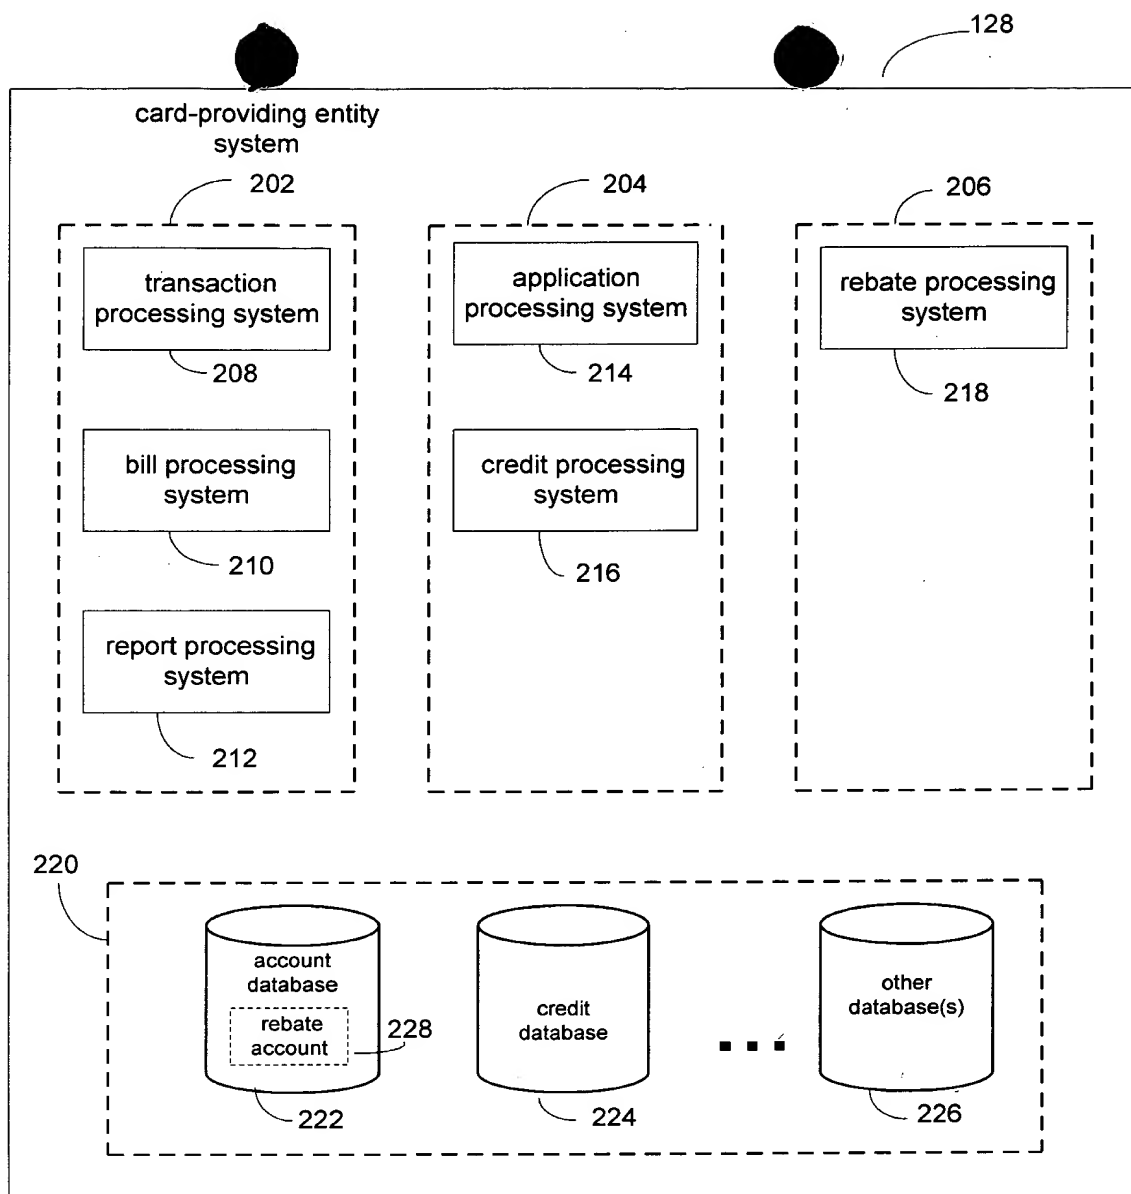 128
card-providing entity
system
202
204
206
transaction
processing system
208
application
processing system
214
rebate processing
system
218
bill processing
system
210
credit processing
system
216
report processing
system
212
220
account
database
rebate
account
228
222
credit
database
224
other
database(s)
226